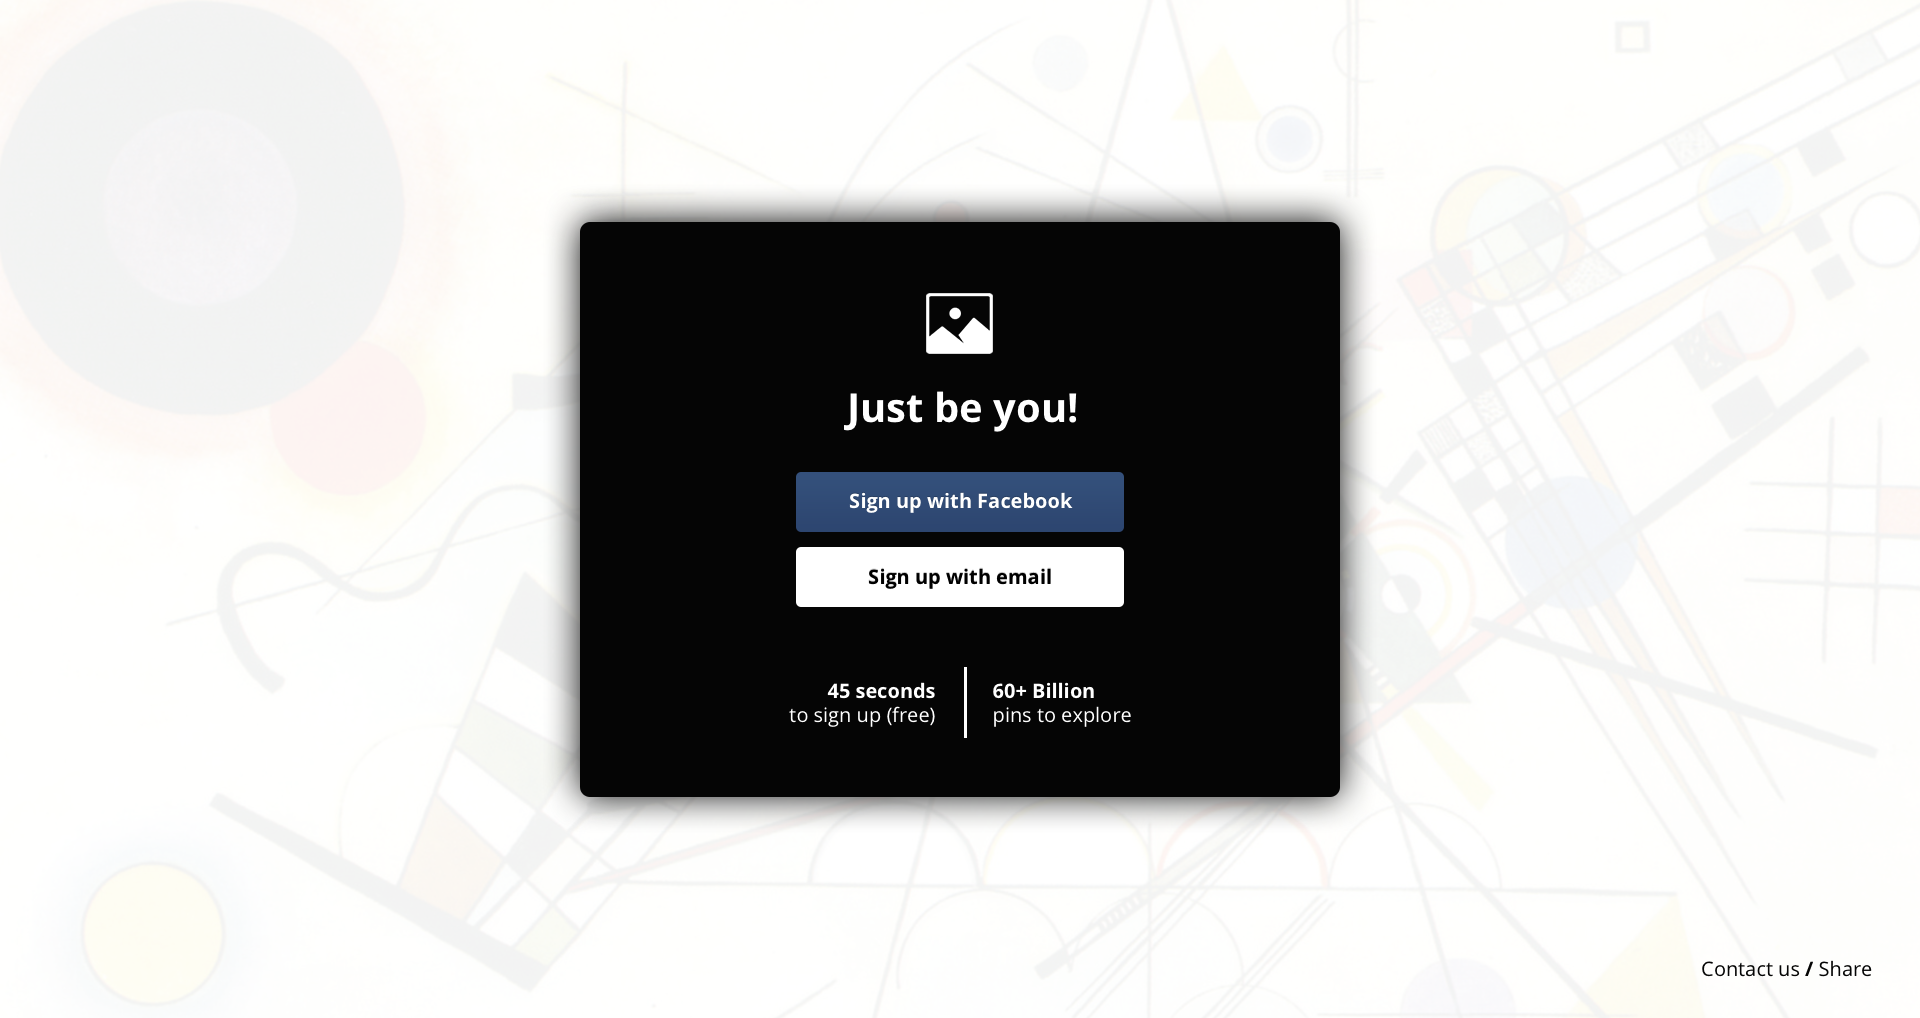 Just be you!
Sign up with Facebook
Sign up with email
45 seconds
to sign up (free)
60+ Billion
pins to explore
Contact us / Share